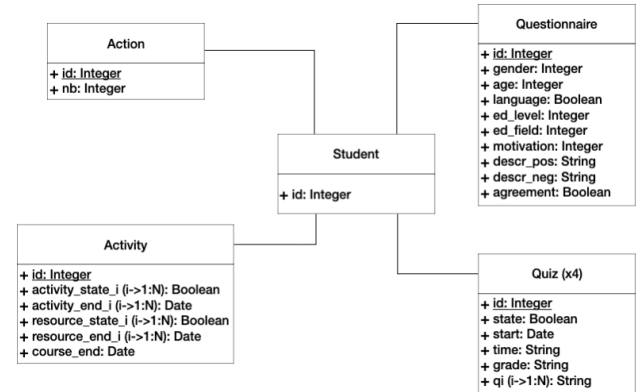 Action
+ id: Integer
+ nb: Integer
Questionnaire
+ id: Integer
+ gender: Integer
+ age: Integer
+ language: Boolean
+ ed_level: Integer
+ ed_field: Integer
+ motivation: Integer
+ descr_pos: String
+ descr_neg: String
+ agreement: Boolean
Student
+ id: Integer
Activity
+ id: Integer
+ activity_state_i (i->1:N): Boolean
+ activity_end_i (i->1:N): Date
+ resource_state_i (i->1:N): Boolean
+ resource_end_i (i->1:N): Date
+ course_end: Date
Quiz (x4)
+ id: Integer
+ state: Boolean
+ start: Date
+ time: String
+ grade: String
+ qi (i->1:N): String